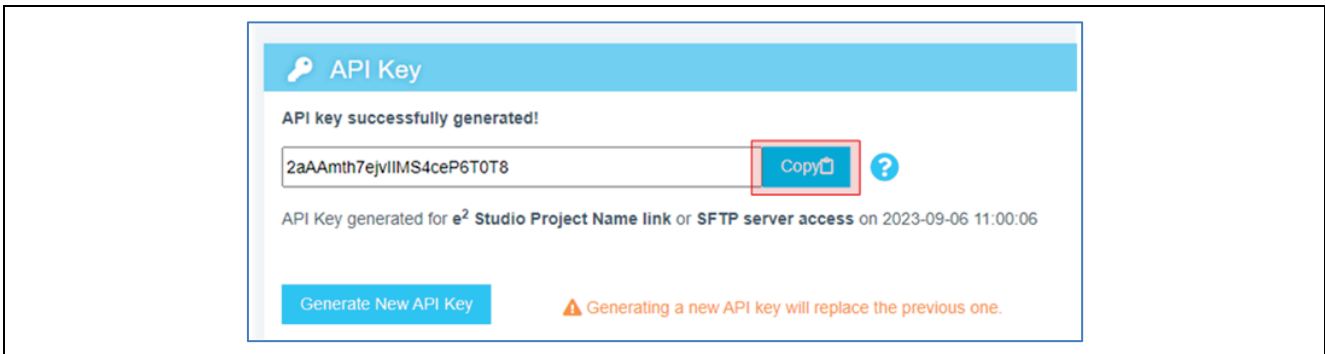 API Key
API key successfully generated!
2aAAmth7ejvIIMS4ceP6T0T8
Copy
?
API Key generated for e² Studio Project Name link or SFTP server access on 2023-09-06 11:00:06
Generate New API Key
Generating a new API key will replace the previous one.